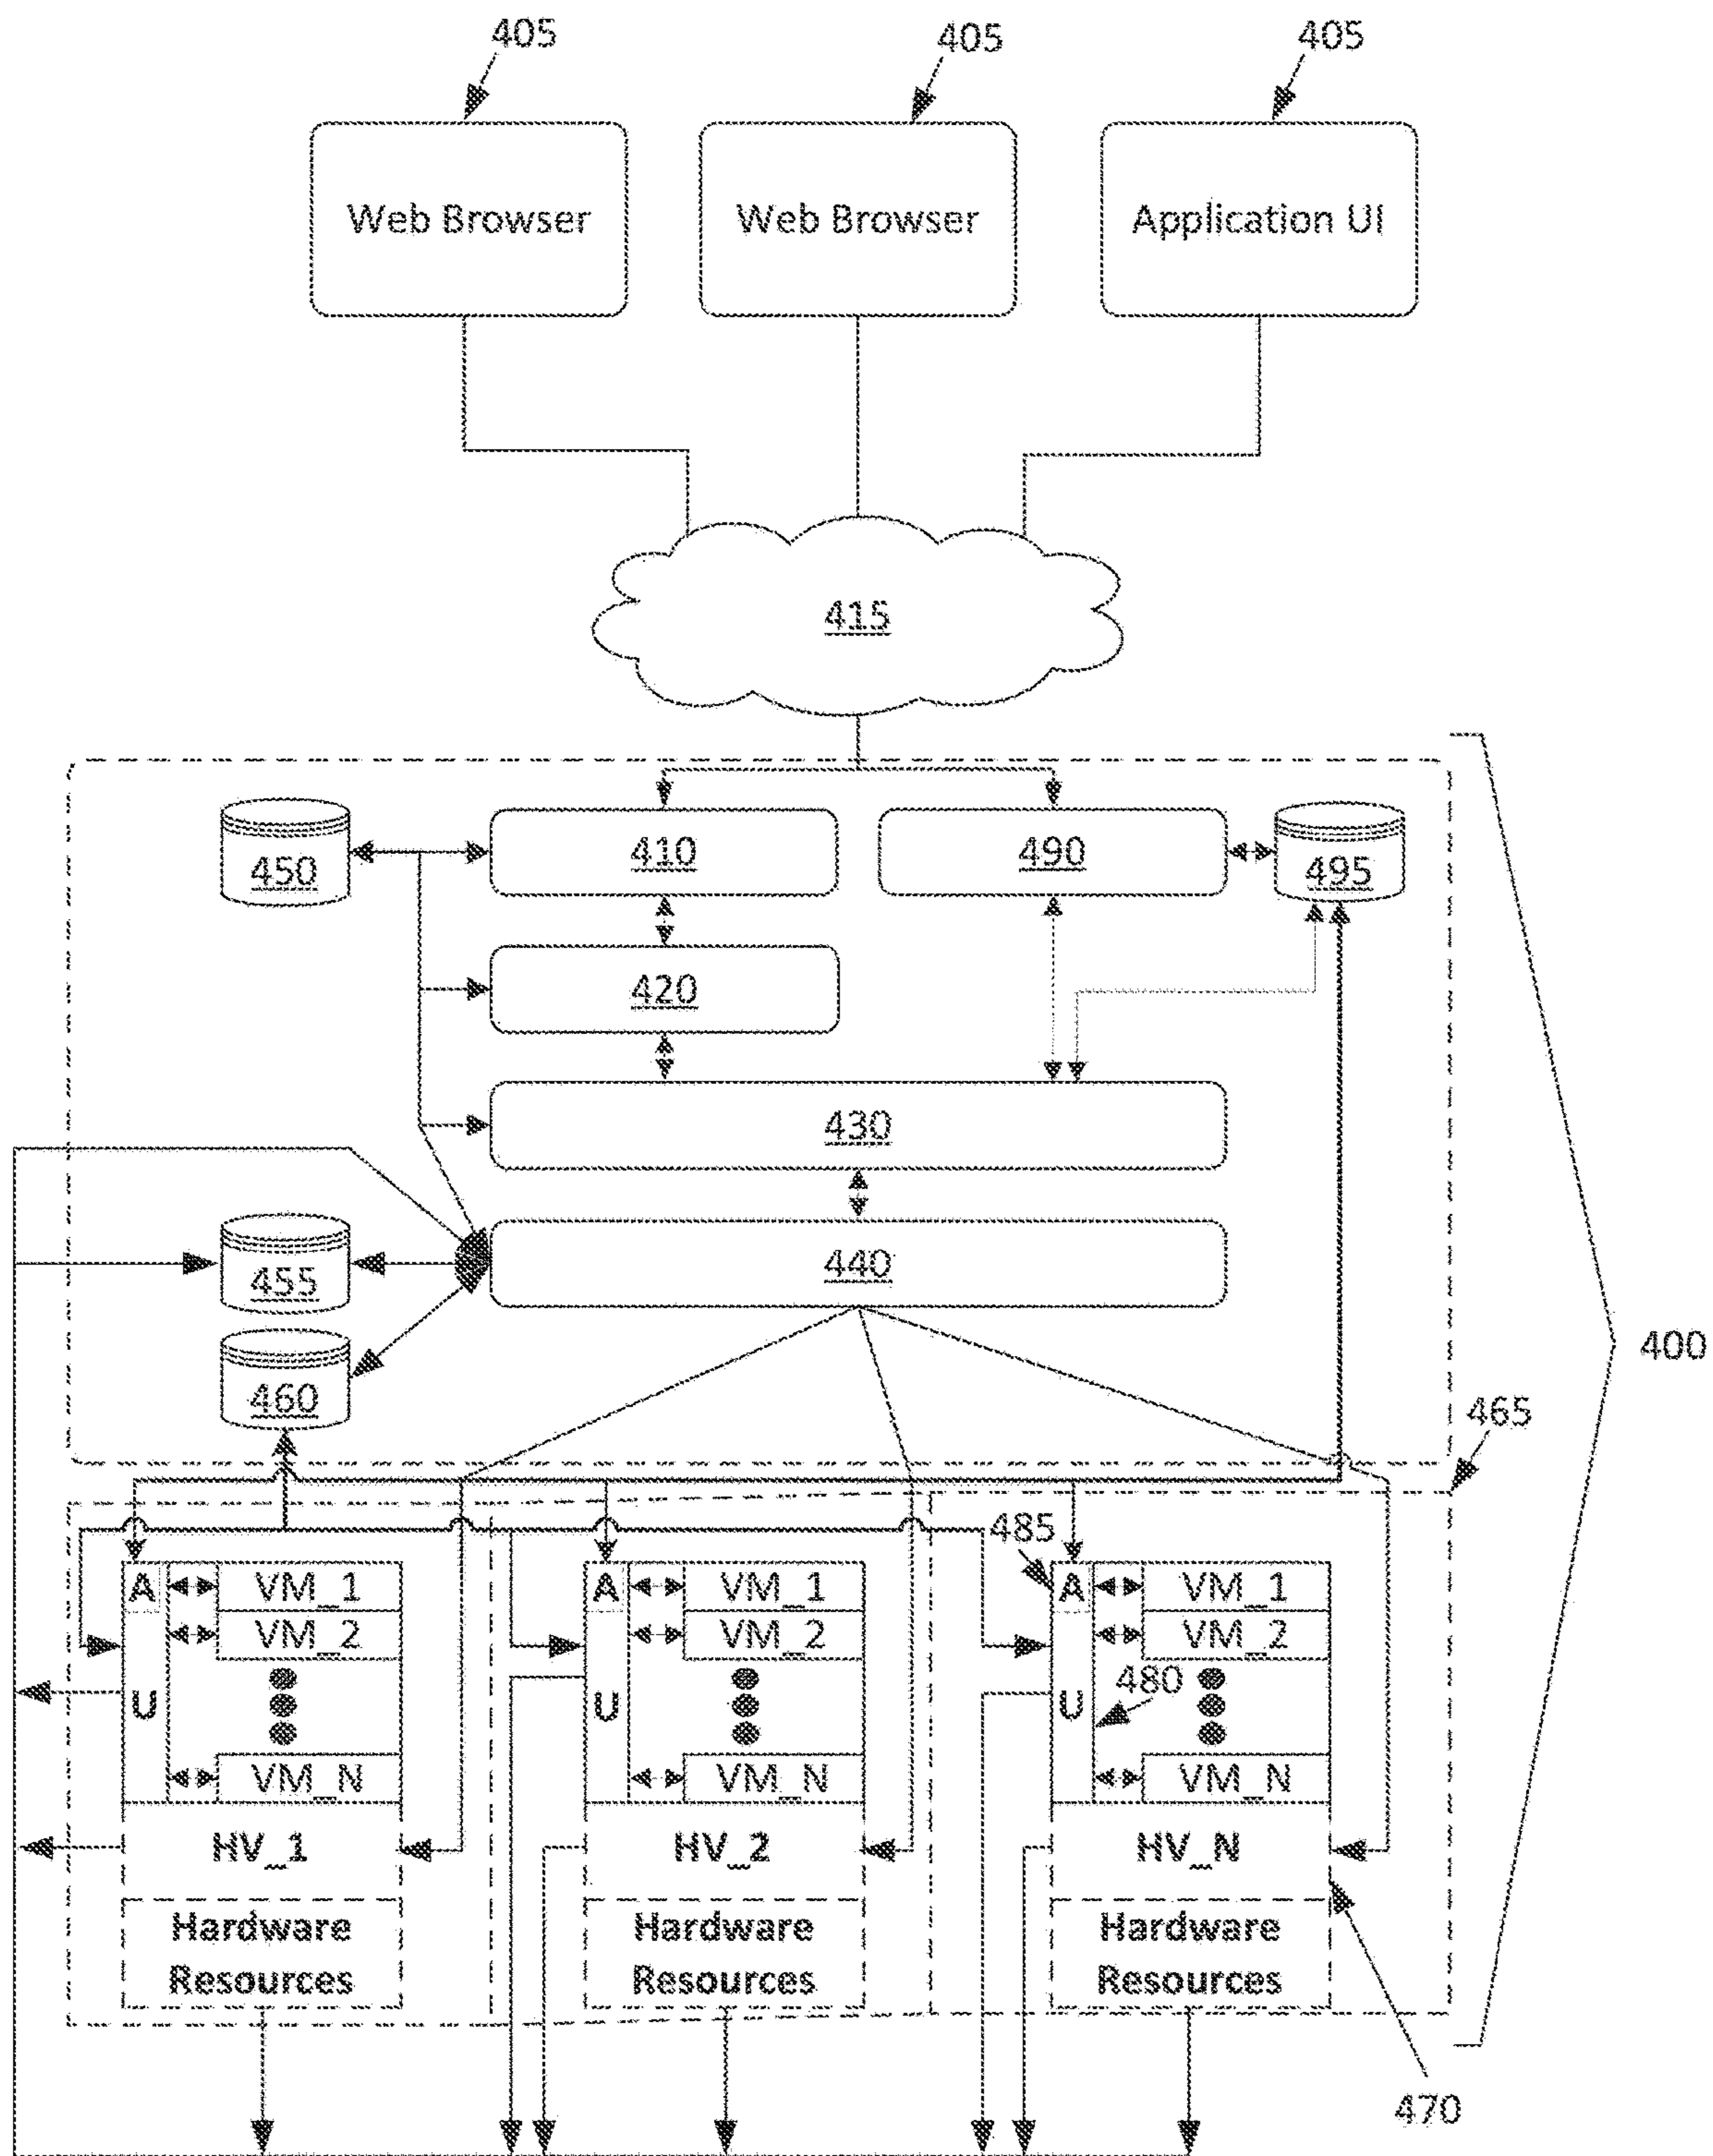 405
405
405
Web Browser
Web Browser
Application UI
415
450
410
490
495
420
430
455
440
460
400
465
485
A
VM_1
A
VM_1
A
VM_1
VM_2
VM_2
VM_2
480
U
U
U
VM_N
VM_N
VM_N
HV_1
HV_2
HV_N
Hardware
Resources
Hardware
Resources
Hardware
Resources
470